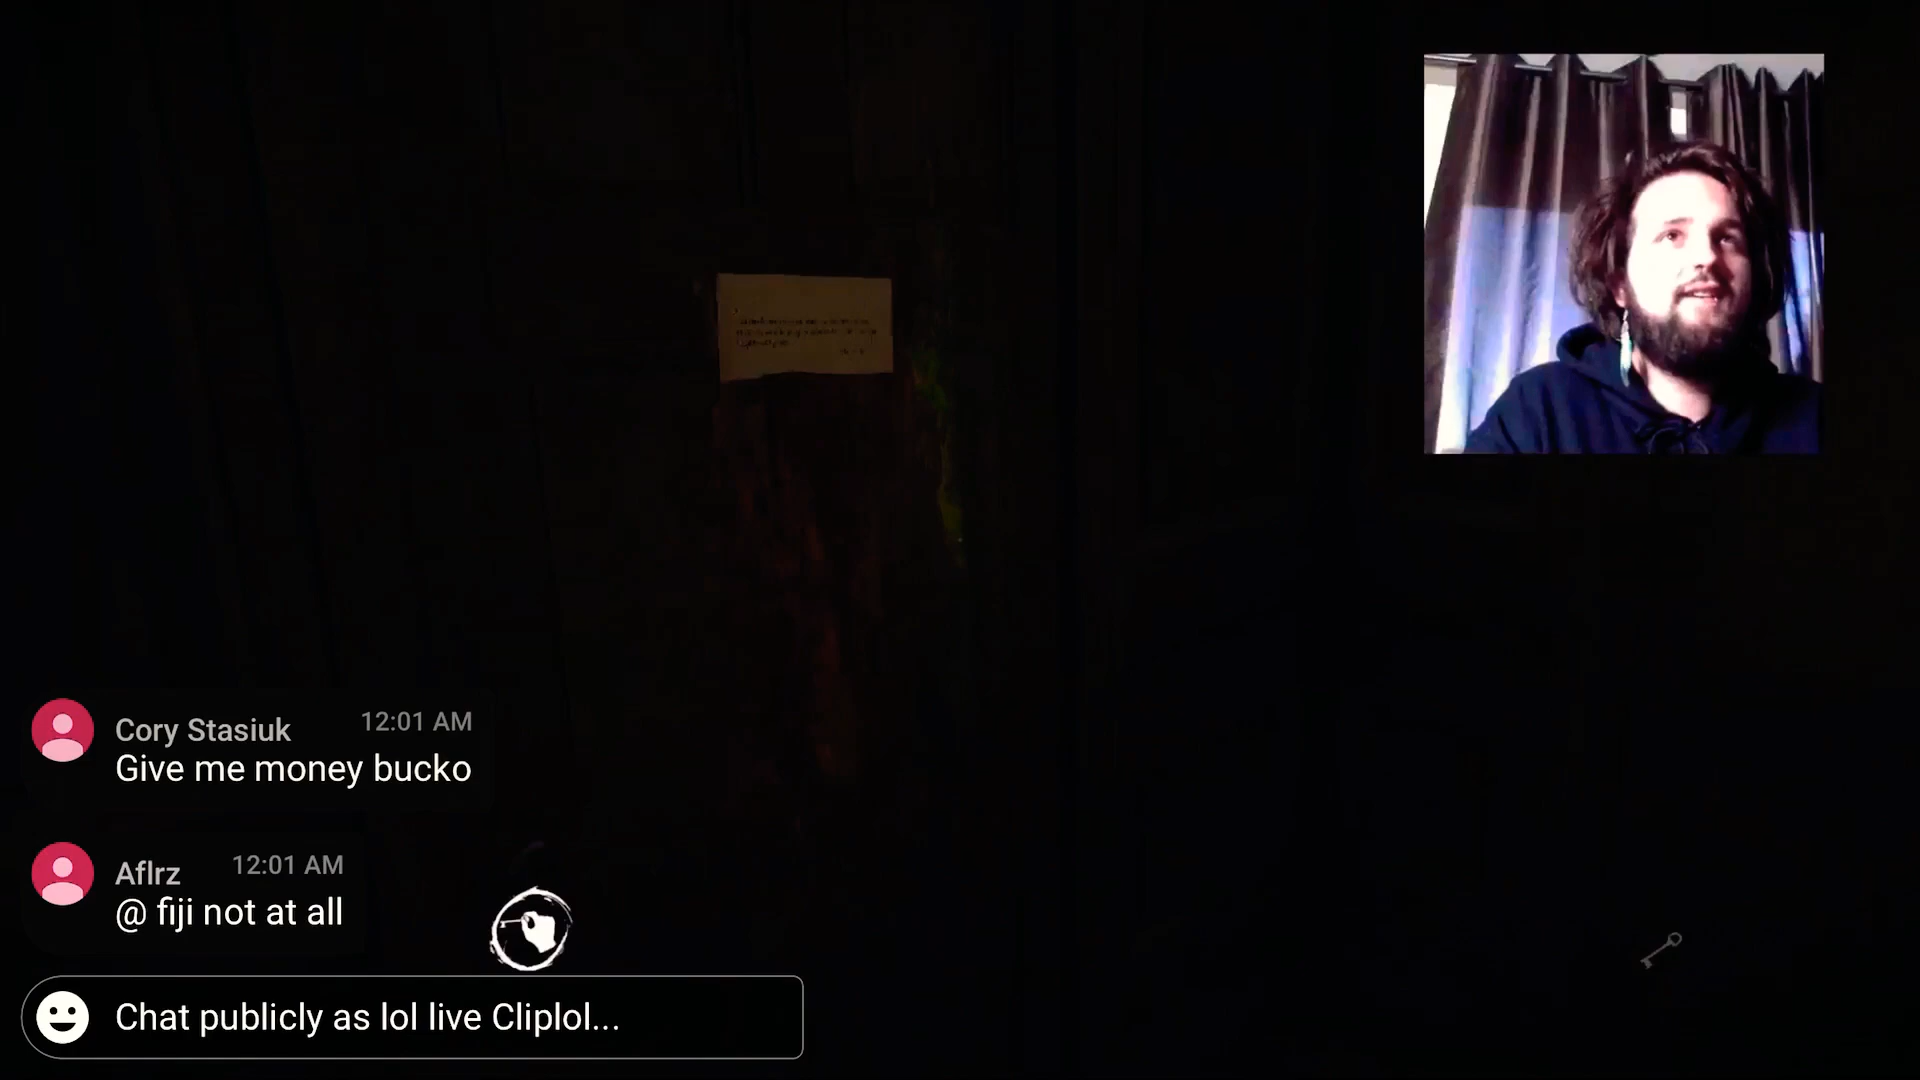 Cory Stasiuk 12:01 AM
Give me money bucko
Aflrz 12:01 AM
@ fiji not at all
Chat publicly as lol live Cliplol...